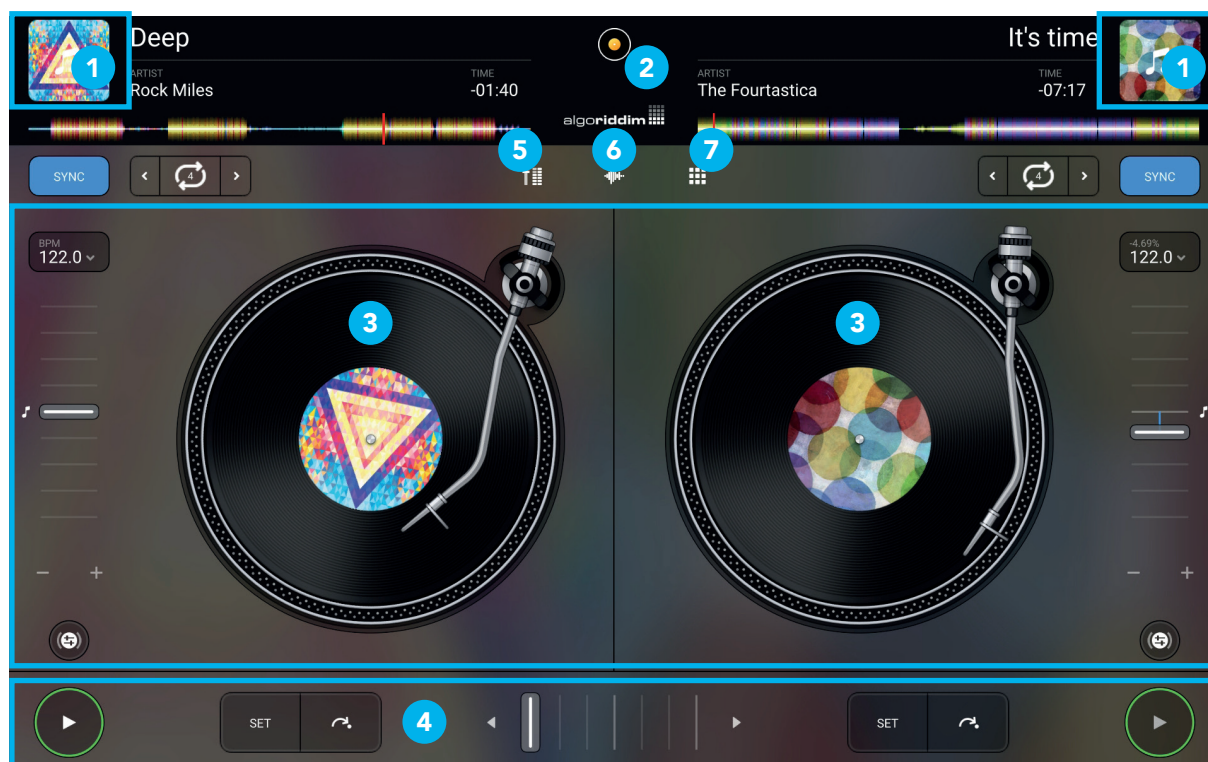 1
Deep
ARTIST
Rock Miles
TIME
-01:40
2
algoriddim
It's time
ARTIST
The Fourtastica
TIME
-07:17
1
SYNC
4
5
6
7
4
SYNC
BPM
122.0
3
3
-4.69%
122.0
SET
4
SET